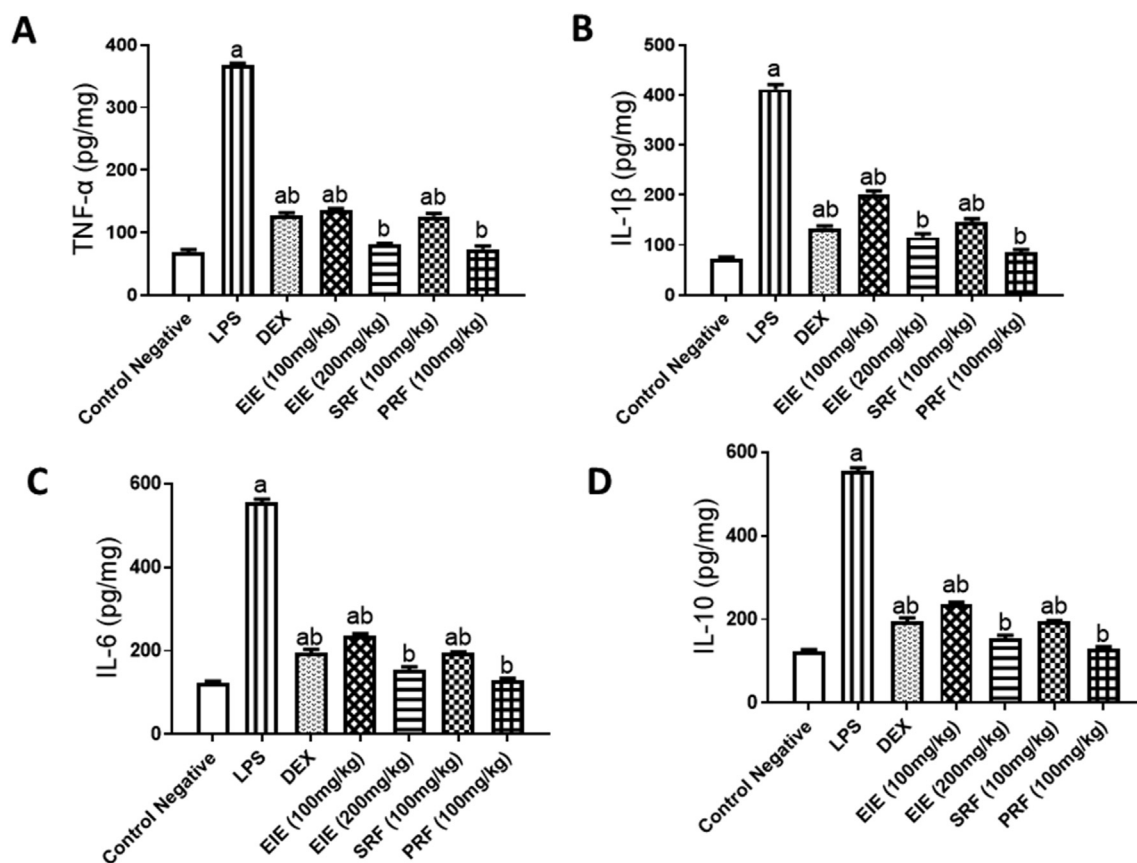 A
TNF-α (pg/mg)
400
300
200
100
0
a
ab
ab
b
ab
b
Control Negative
LPS
DEX
EIE (100mg/kg)
EIE (200mg/kg)
SRF (100mg/kg)
PRF (100mg/kg)
B
IL-1β (pg/mg)
500
400
300
200
100
0
a
ab
ab
b
ab
b
Control Negative
LPS
DEX
EIE (100mg/kg)
EIE (200mg/kg)
SRF (100mg/kg)
PRF (100mg/kg)
C
IL-6 (pg/mg)
600
400
200
0
a
ab
ab
b
ab
b
Control Negative
LPS
DEX
EIE (100mg/kg)
EIE (200mg/kg)
SRF (100mg/kg)
PRF (100mg/kg)
D
IL-10 (pg/mg)
600
400
200
0
a
ab
ab
b
ab
b
Control Negative
LPS
DEX
EIE (100mg/kg)
EIE (200mg/kg)
SRF (100mg/kg)
PRF (100mg/kg)